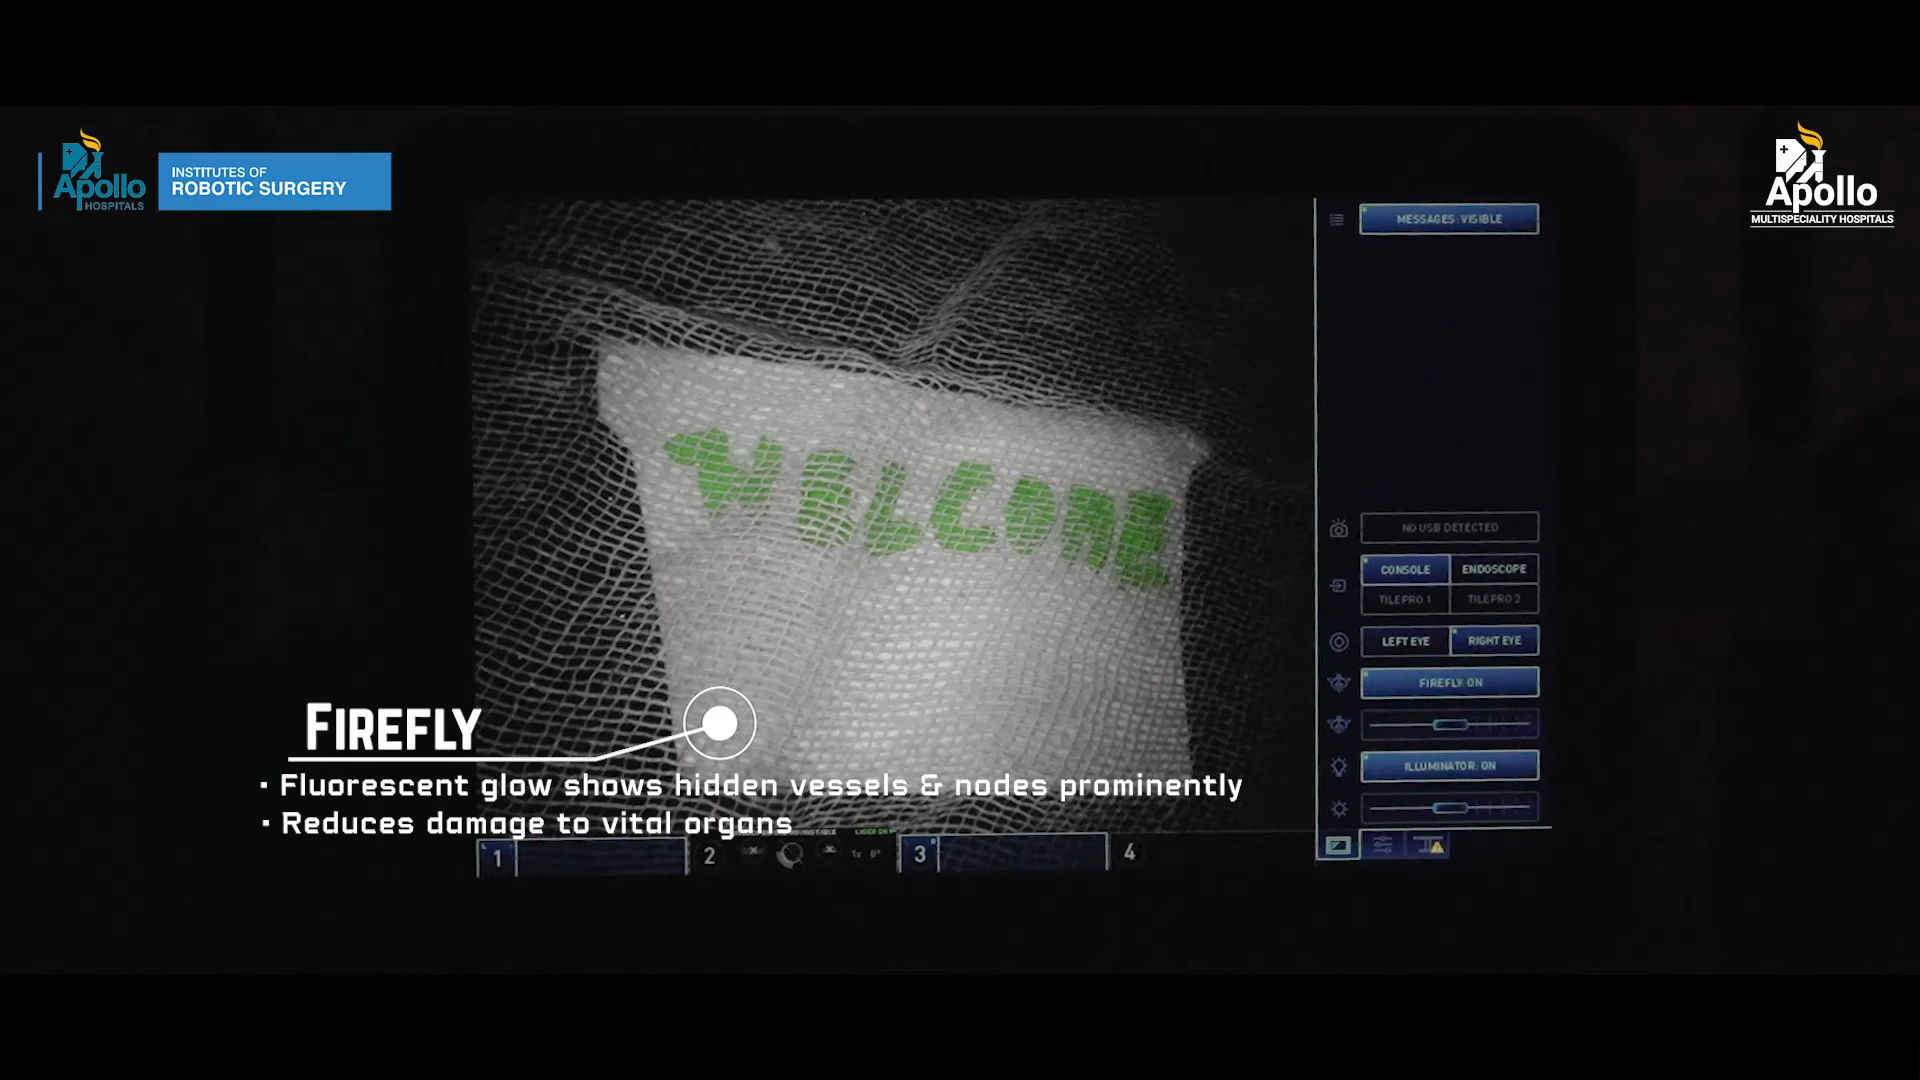 Apollo
HOSPITALS
INSTITUTES OF
ROBOTIC SURGERY
Apollo
MULTISPECIALITY HOSPITALS
MESSAGES: VISIBLE
WELCOME
NO USB DETECTED
CONSOLE ENDOSCOPE
TILEPRO 1 TILEPRO 2
LEFT EYE RIGHT EYE
FIREFLY: ON
ILLUMINATOR: ON
FIREFLY
· Fluorescent glow shows hidden vessels & nodes prominently
· Reduces damage to vital organs
1 2 1x 0° 3 4